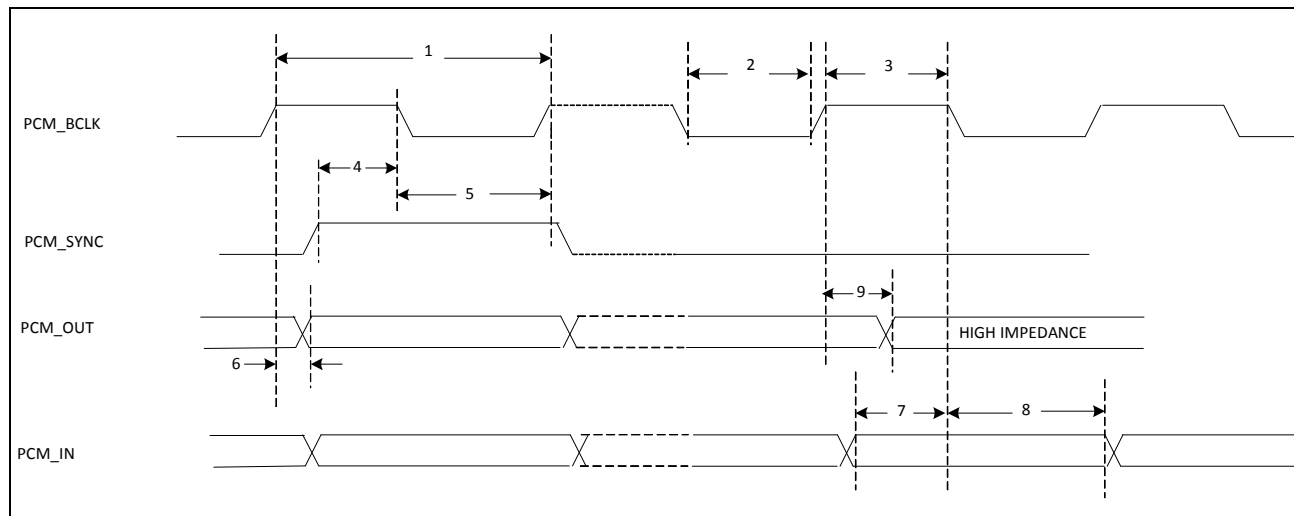 1
2
3
PCM_BCLK
4
5
PCM_SYNC
9
PCM_OUT
HIGH IMPEDANCE
6
7
8
PCM_IN